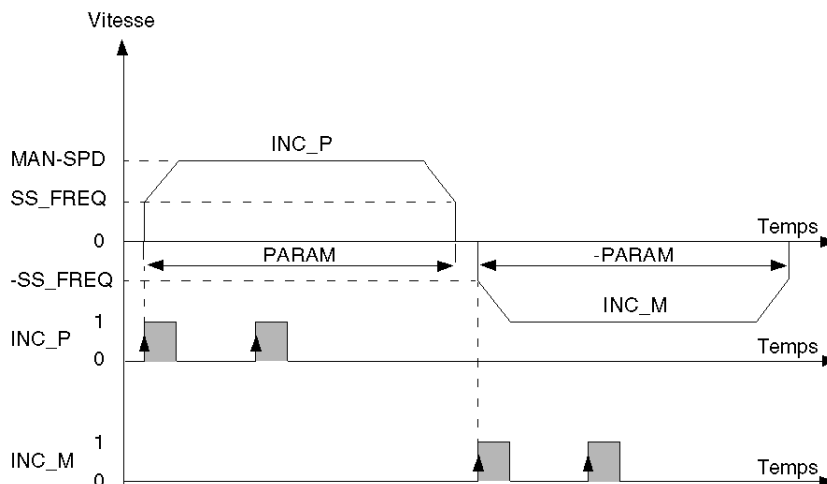 Vitesse
INC_P
MAN-SPD
SS_FREQ
Temps
0
PARAM
-PARAM
-SS_FREQ
INC_M
1
INC_P
Temps
0
1
INC_M
Temps
0